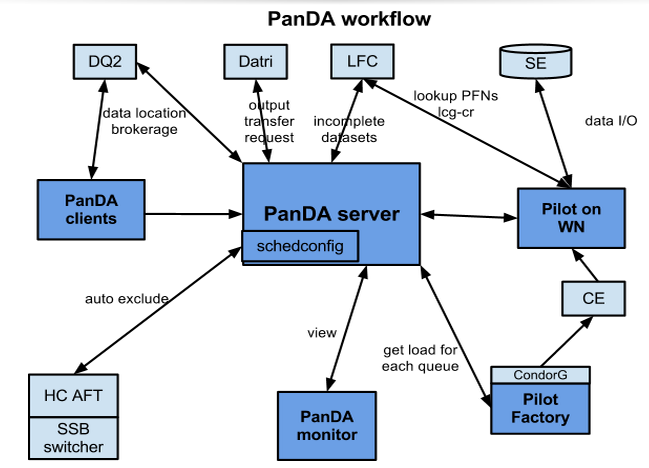 PanDA workflow
DQ2
Datri
LFC
SE
data location
brokerage
output
transfer
request
incomplete
datasets
lookup PFNs
lcg-cr
data I/O
PanDA
clients
PanDA server
schedconfig
Pilot on
WN
auto exclude
view
get load for
each queue
CE
HC AFT
SSB
switcher
PanDA
monitor
CondorG
Pilot
Factory